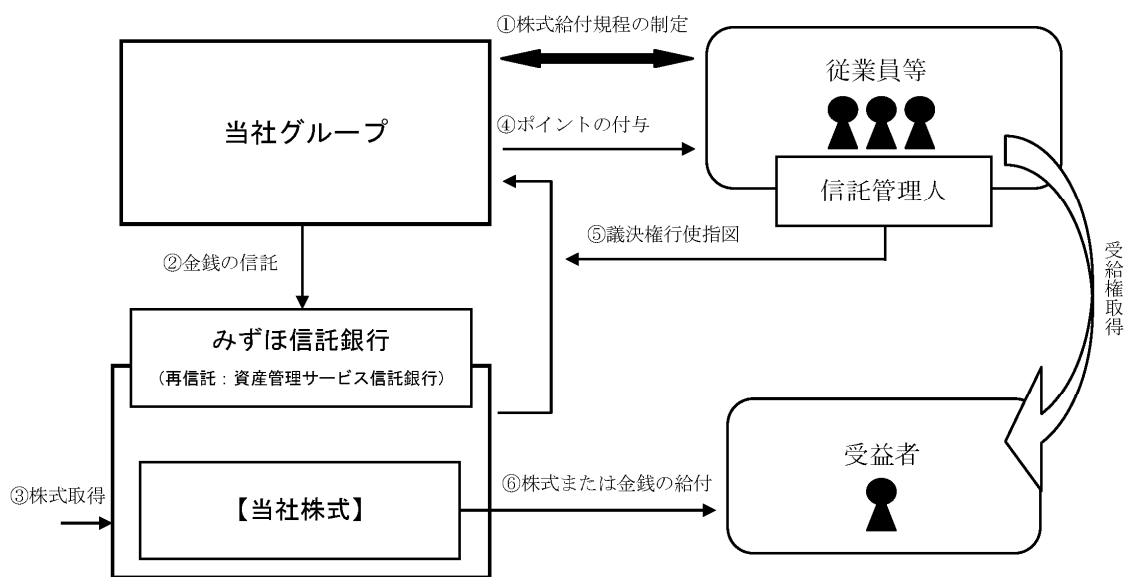 ①株式給付規程の制定
従業員等
当社グループ
④ポイントの付与
信託管理人
⑤議決権行使指図
②金銭の信託
受給権取得
みずほ信託銀行
(再信託:資産管理サービス信託銀行)
受益者
③株式取得
【当社株式】
⑥株式または金銭の給付